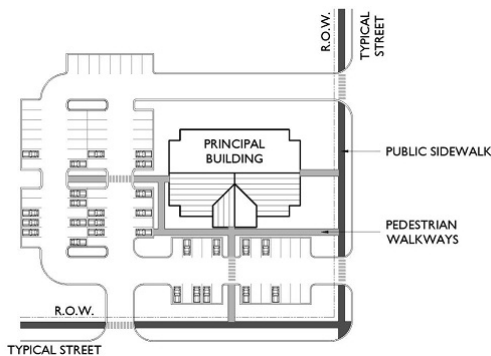 R.O.W.
TYPICAL
STREET
PRINCIPAL
BUILDING
PUBLIC SIDEWALK
PEDESTRIAN
WALKWAYS
R.O.W.
TYPICAL STREET